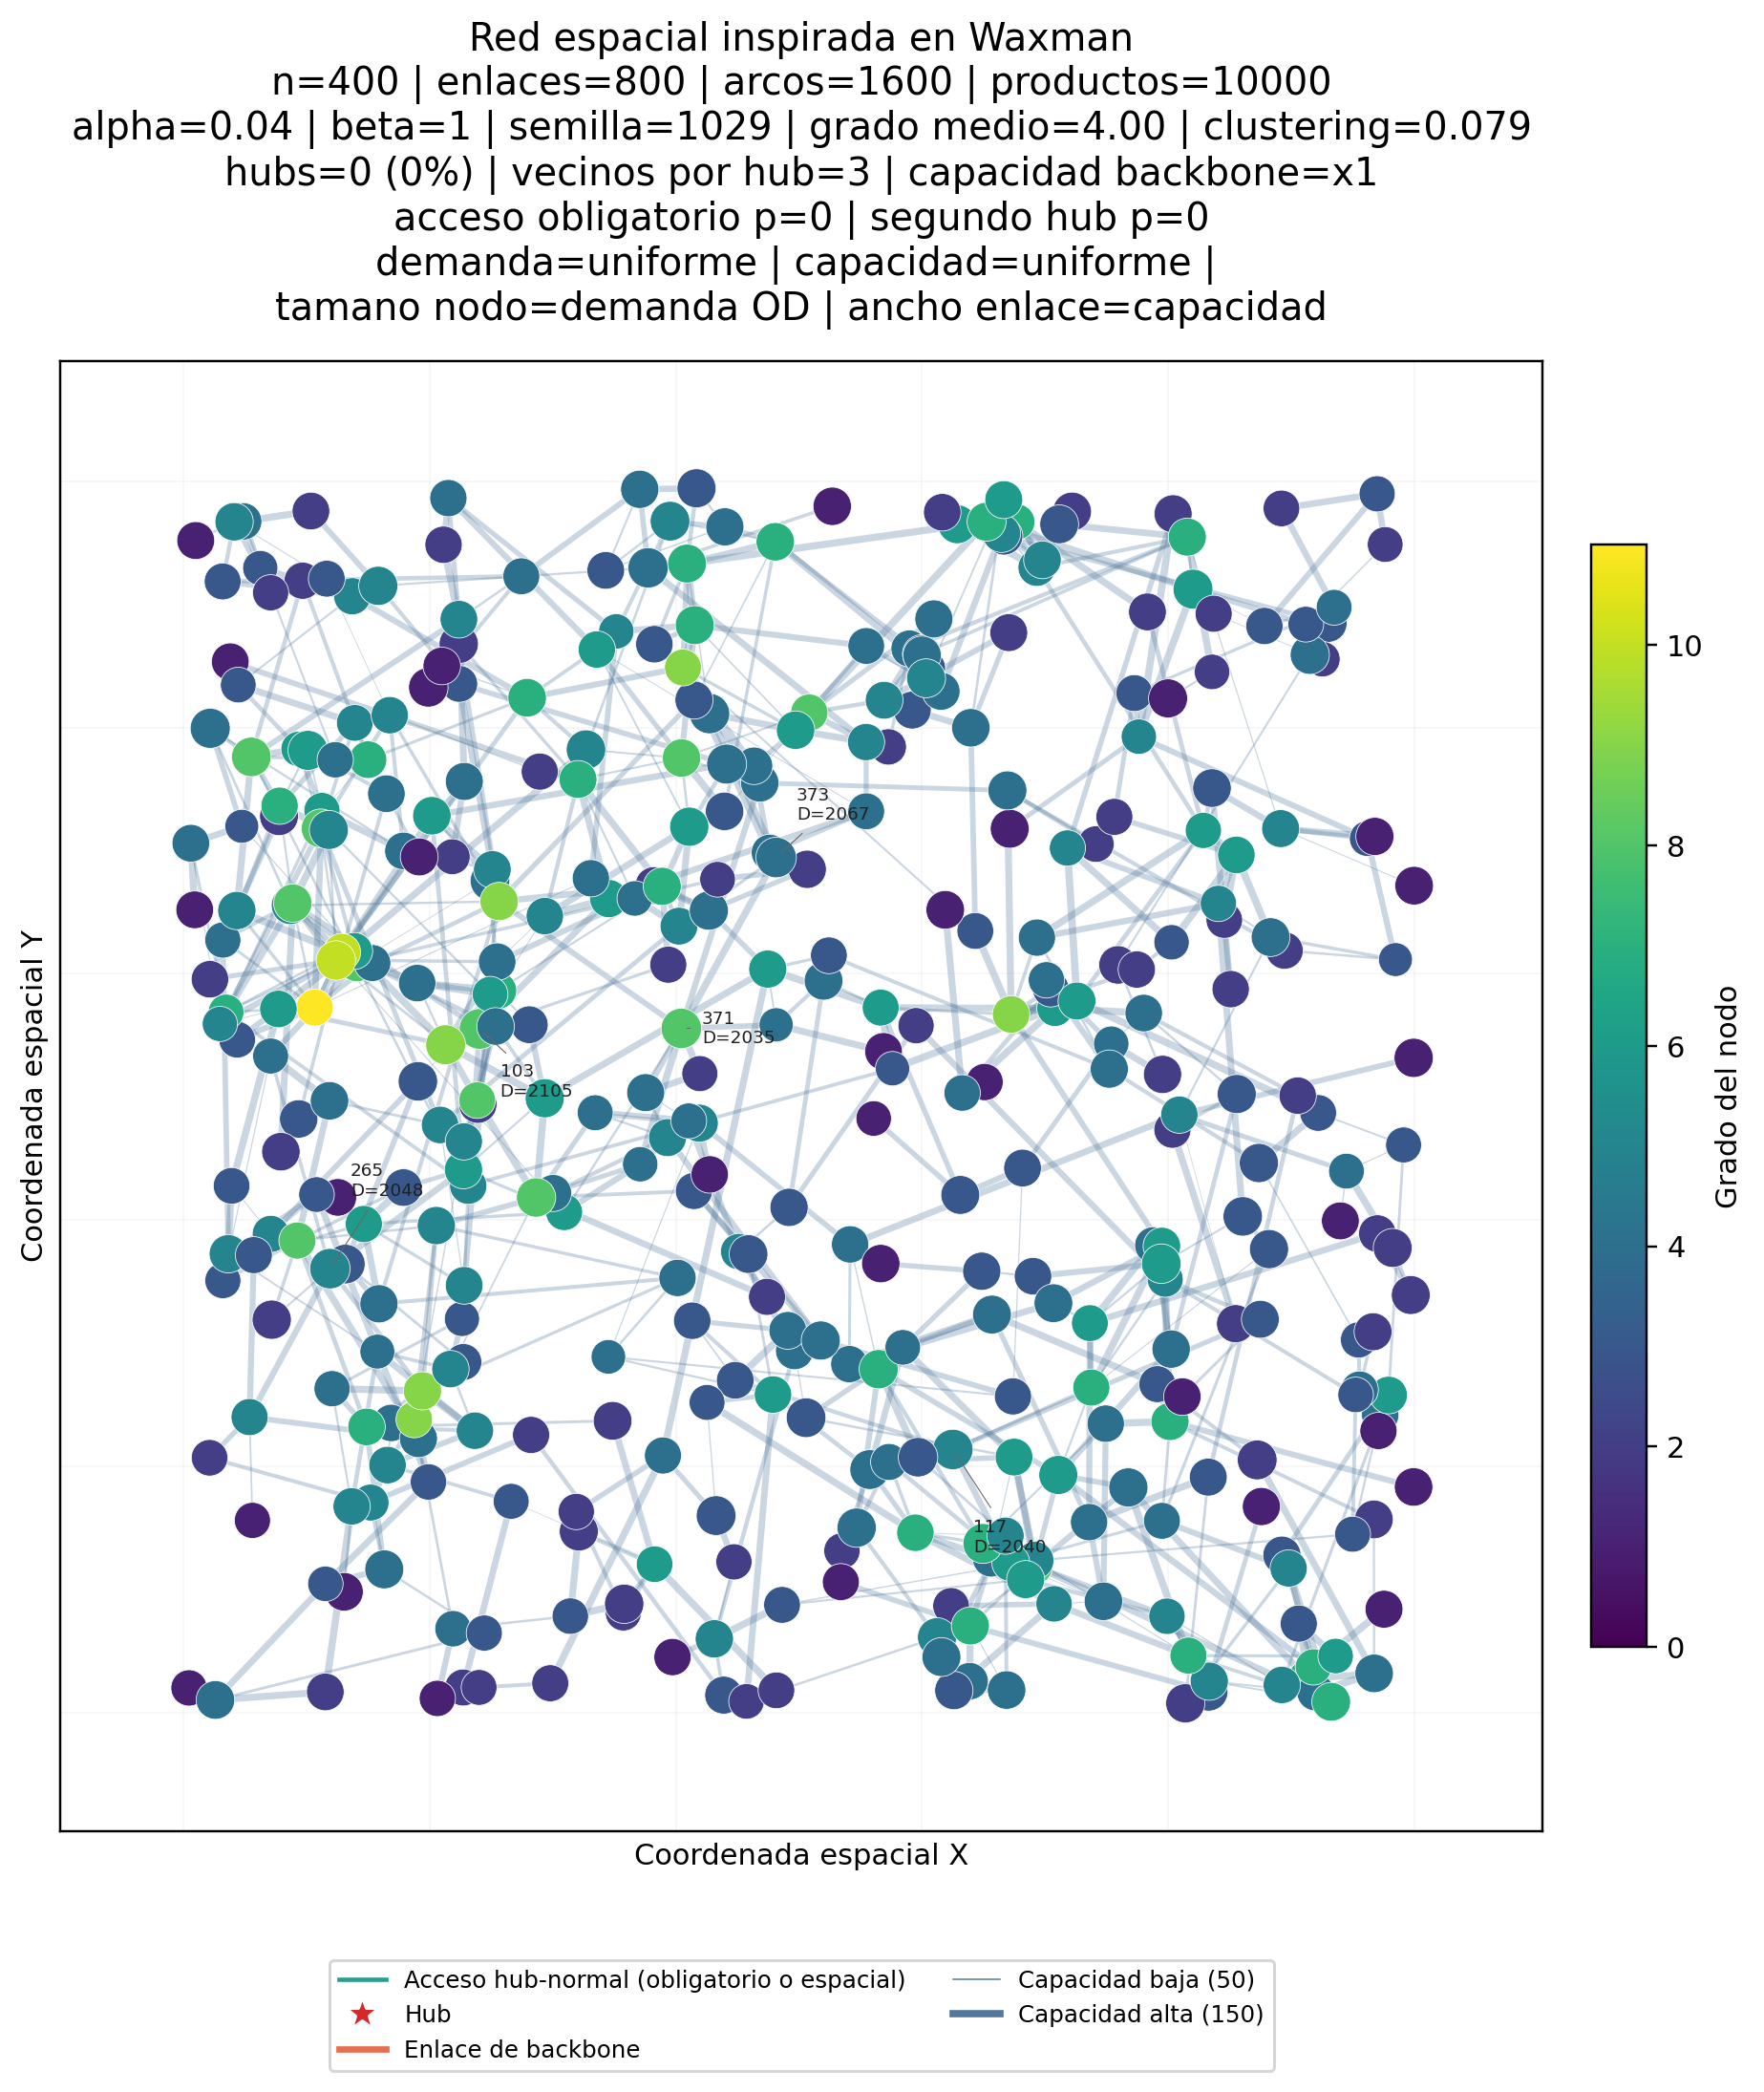 Red espacial inspirada en Waxman
n=400 | enlaces=800 | arcos=1600 | productos=10000
alpha=0.04 | beta=1 | semilla=1029 | grado medio=4.00 | clustering=0.079
hubs=0 (0%) | vecinos por hub=3 | capacidad backbone=x1
acceso obligatorio p=0 | segundo hub p=0
demanda=uniforme | capacidad=uniforme |
tamano nodo=demanda OD | ancho enlace=capacidad
373
D=2067
371
D=2035
103
D=2105
265
D=2048
117
D=2040
Coordenada espacial Y
Coordenada espacial X
10
8
6
4
2
0
Grado del nodo
Acceso hub-normal (obligatorio o espacial)
Hub
Enlace de backbone
Capacidad baja (50)
Capacidad alta (150)